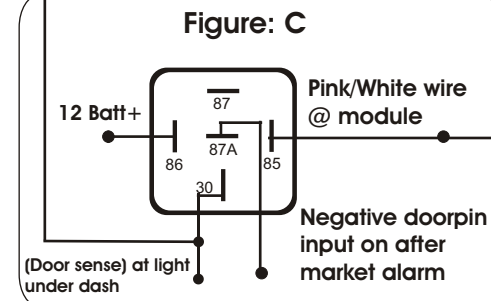 Figure: C
12 Batt+
87
87A
86
85
30
Pink/White wire
@ module
(Door sense) at light
under dash
Negative doorpin
input on after
market alarm